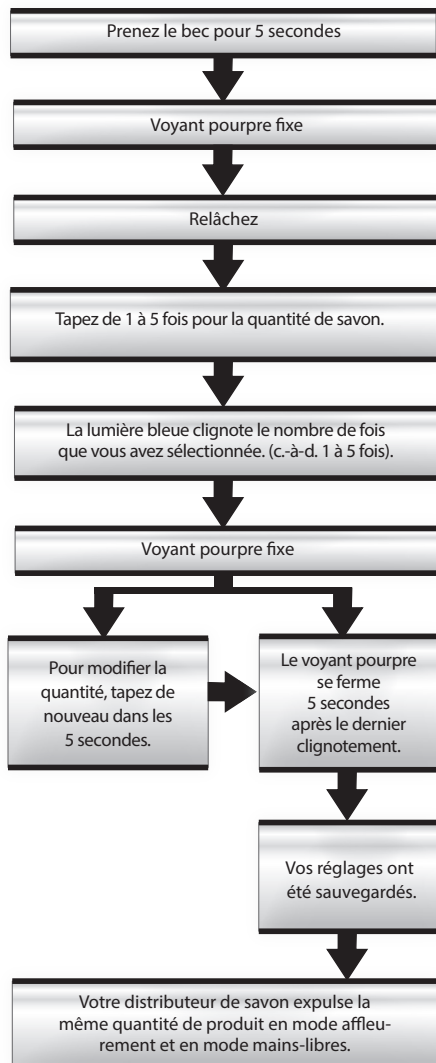 Prenez le bec pour 5 secondes
Voyant pourpre fixe
Relâchez
Tapez de 1 à 5 fois pour la quantité de savon.
La lumière bleue clignote le nombre de fois
que vous avez sélectionnée. (c.-à-d. 1 à 5 fois).
Voyant pourpre fixe
Pour modifier la
quantité, tapez de
nouveau dans les
5 secondes.
Le voyant pourpre
se ferme
5 secondes
après le dernier
clignotement.
Vos réglages ont
été sauvegardés.
Votre distributeur de savon expulse la
même quantité de produit en mode affleu-
rement et en mode mains-libres.